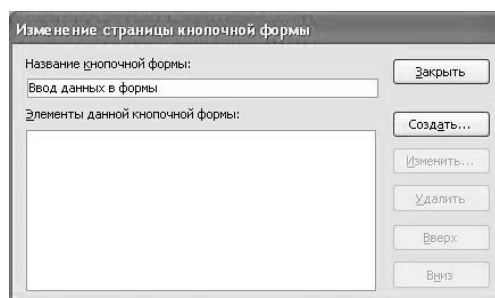 Изменение страницы кнопочной формы
Название кнопочной формы:
Ввод данных в формы
Элементы данной кнопочной формы:
Закрыть
Создать...
Изменить...
Удалить
Вверх
Вниз